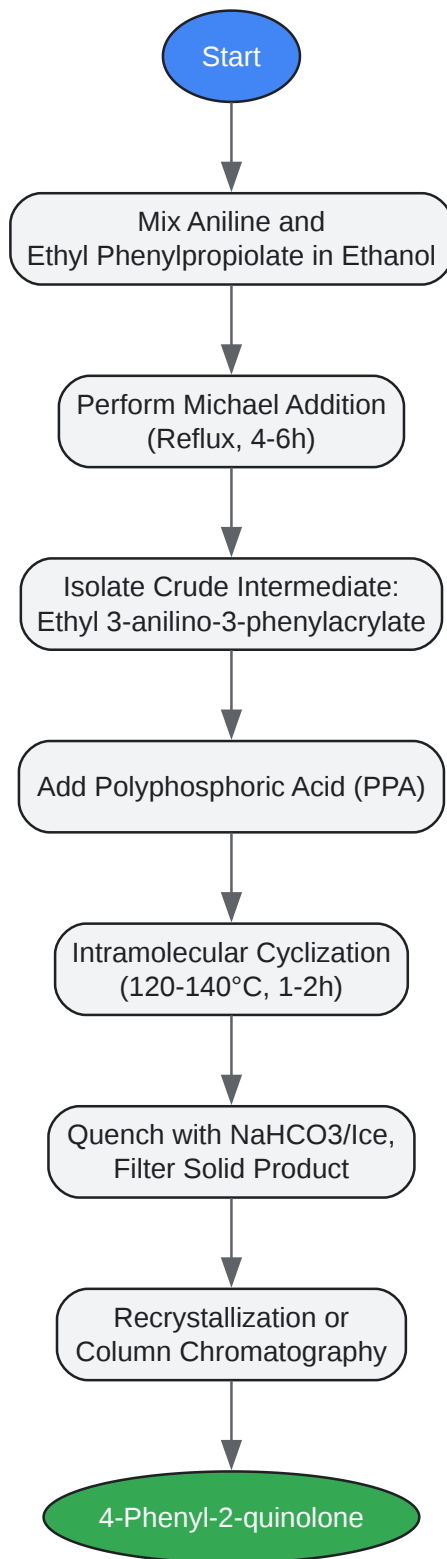 Start
Mix Aniline and
Ethyl Phenylpropiolate in Ethanol
Perform Michael Addition
(Reflux, 4-6h)
Isolate Crude Intermediate:
Ethyl 3-anilino-3-phenylacrylate
Add Polyphosphoric Acid (PPA)
Intramolecular Cyclization
(120-140°C, 1-2h)
Quench with NaHCO3/Ice,
Filter Solid Product
Recrystallization or
Column Chromatography
4-Phenyl-2-quinolone